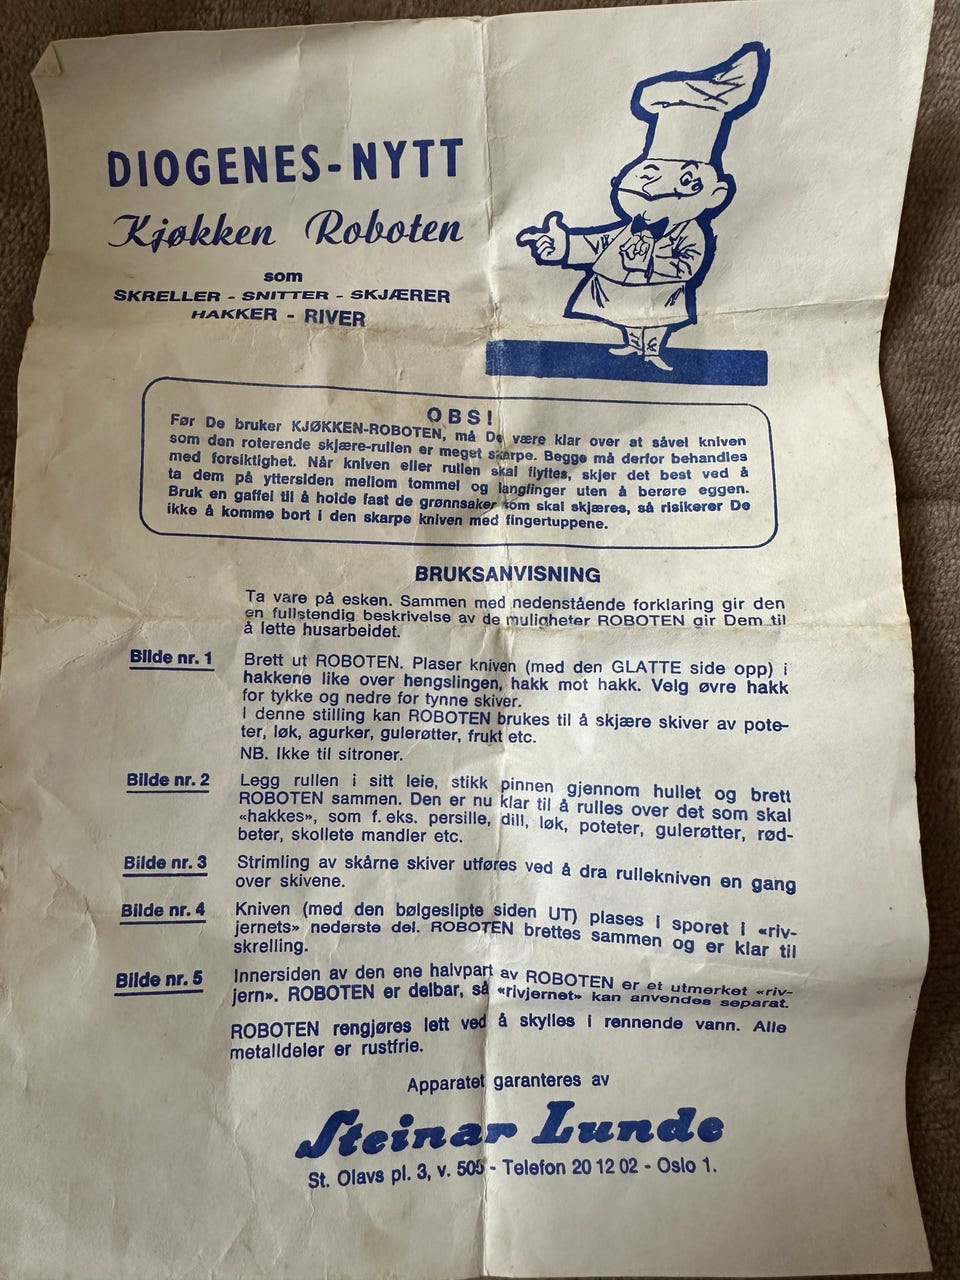 DIOGENES-NYTT
Kjøkken Roboten
som
SKRELLER - SNITTER - SKJÆRER
HAKKER - RIVER
OBS!
Før De bruker KJØKKEN-ROBOTEN, må De være klar over at såvel kniven
som den roterende skjære-rullen er meget skarpe. Begge må derfor behandles
med forsiktighet. Når kniven eller rullen skal flyttes, skjer det best ved å
ta dem på yttersiden mellom tommel og langfinger uten å berøre eggen.
Bruk en gaffel til å holde fast de grønnsaker som skal skjæres, så risikerer De
ikke å komme bort i den skarpe kniven med fingertuppene.
BRUKSANVISNING
Ta vare på esken. Sammen med nedenstående forklaring gir den
en fullstendig beskrivelse av de muligheter ROBOTEN gir Dem til
å lette husarbeidet.
Bilde nr. 1 Brett ut ROBOTEN. Plaser kniven (med den GLATTE side opp) i
hakkene like over hengslingen, hakk mot hakk. Velg øvre hakk
for tykke og nedre for tynne skiver.
I denne stilling kan ROBOTEN brukes til å skjære skiver av pote-
ter, løk, agurker, gulerøtter, frukt etc.
NB. Ikke til sitroner.
Bilde nr. 2 Legg rullen i sitt leie, stikk pinnen gjennom hullet og brett
ROBOTEN sammen. Den er nu klar til å rulles over det som skal
«hakkes», som f. eks. persille, dill, løk, poteter, gulerøtter, rød-
beter, skollete mandler etc.
Bilde nr. 3 Strimling av skårne skiver utføres ved å dra rullekniven en gang
over skivene.
Bilde nr. 4 Kniven (med den bølgeslipte siden UT) plases i sporet i «riv-
jernets» nederste del. ROBOTEN brettes sammen og er klar til
skrelling.
Bilde nr. 5 Innersiden av den ene halvpart av ROBOTEN er et utmerket «riv-
jern». ROBOTEN er delbar, så «rivjernet» kan anvendes separat.
ROBOTEN rengjøres lett ved å skylles i rennende vann. Alle
metalldeler er rustfrie.
Apparatet garanteres av
Steinar Lunde
St. Olavs pl. 3, v. 505 - Telefon 20 12 02 - Oslo 1.